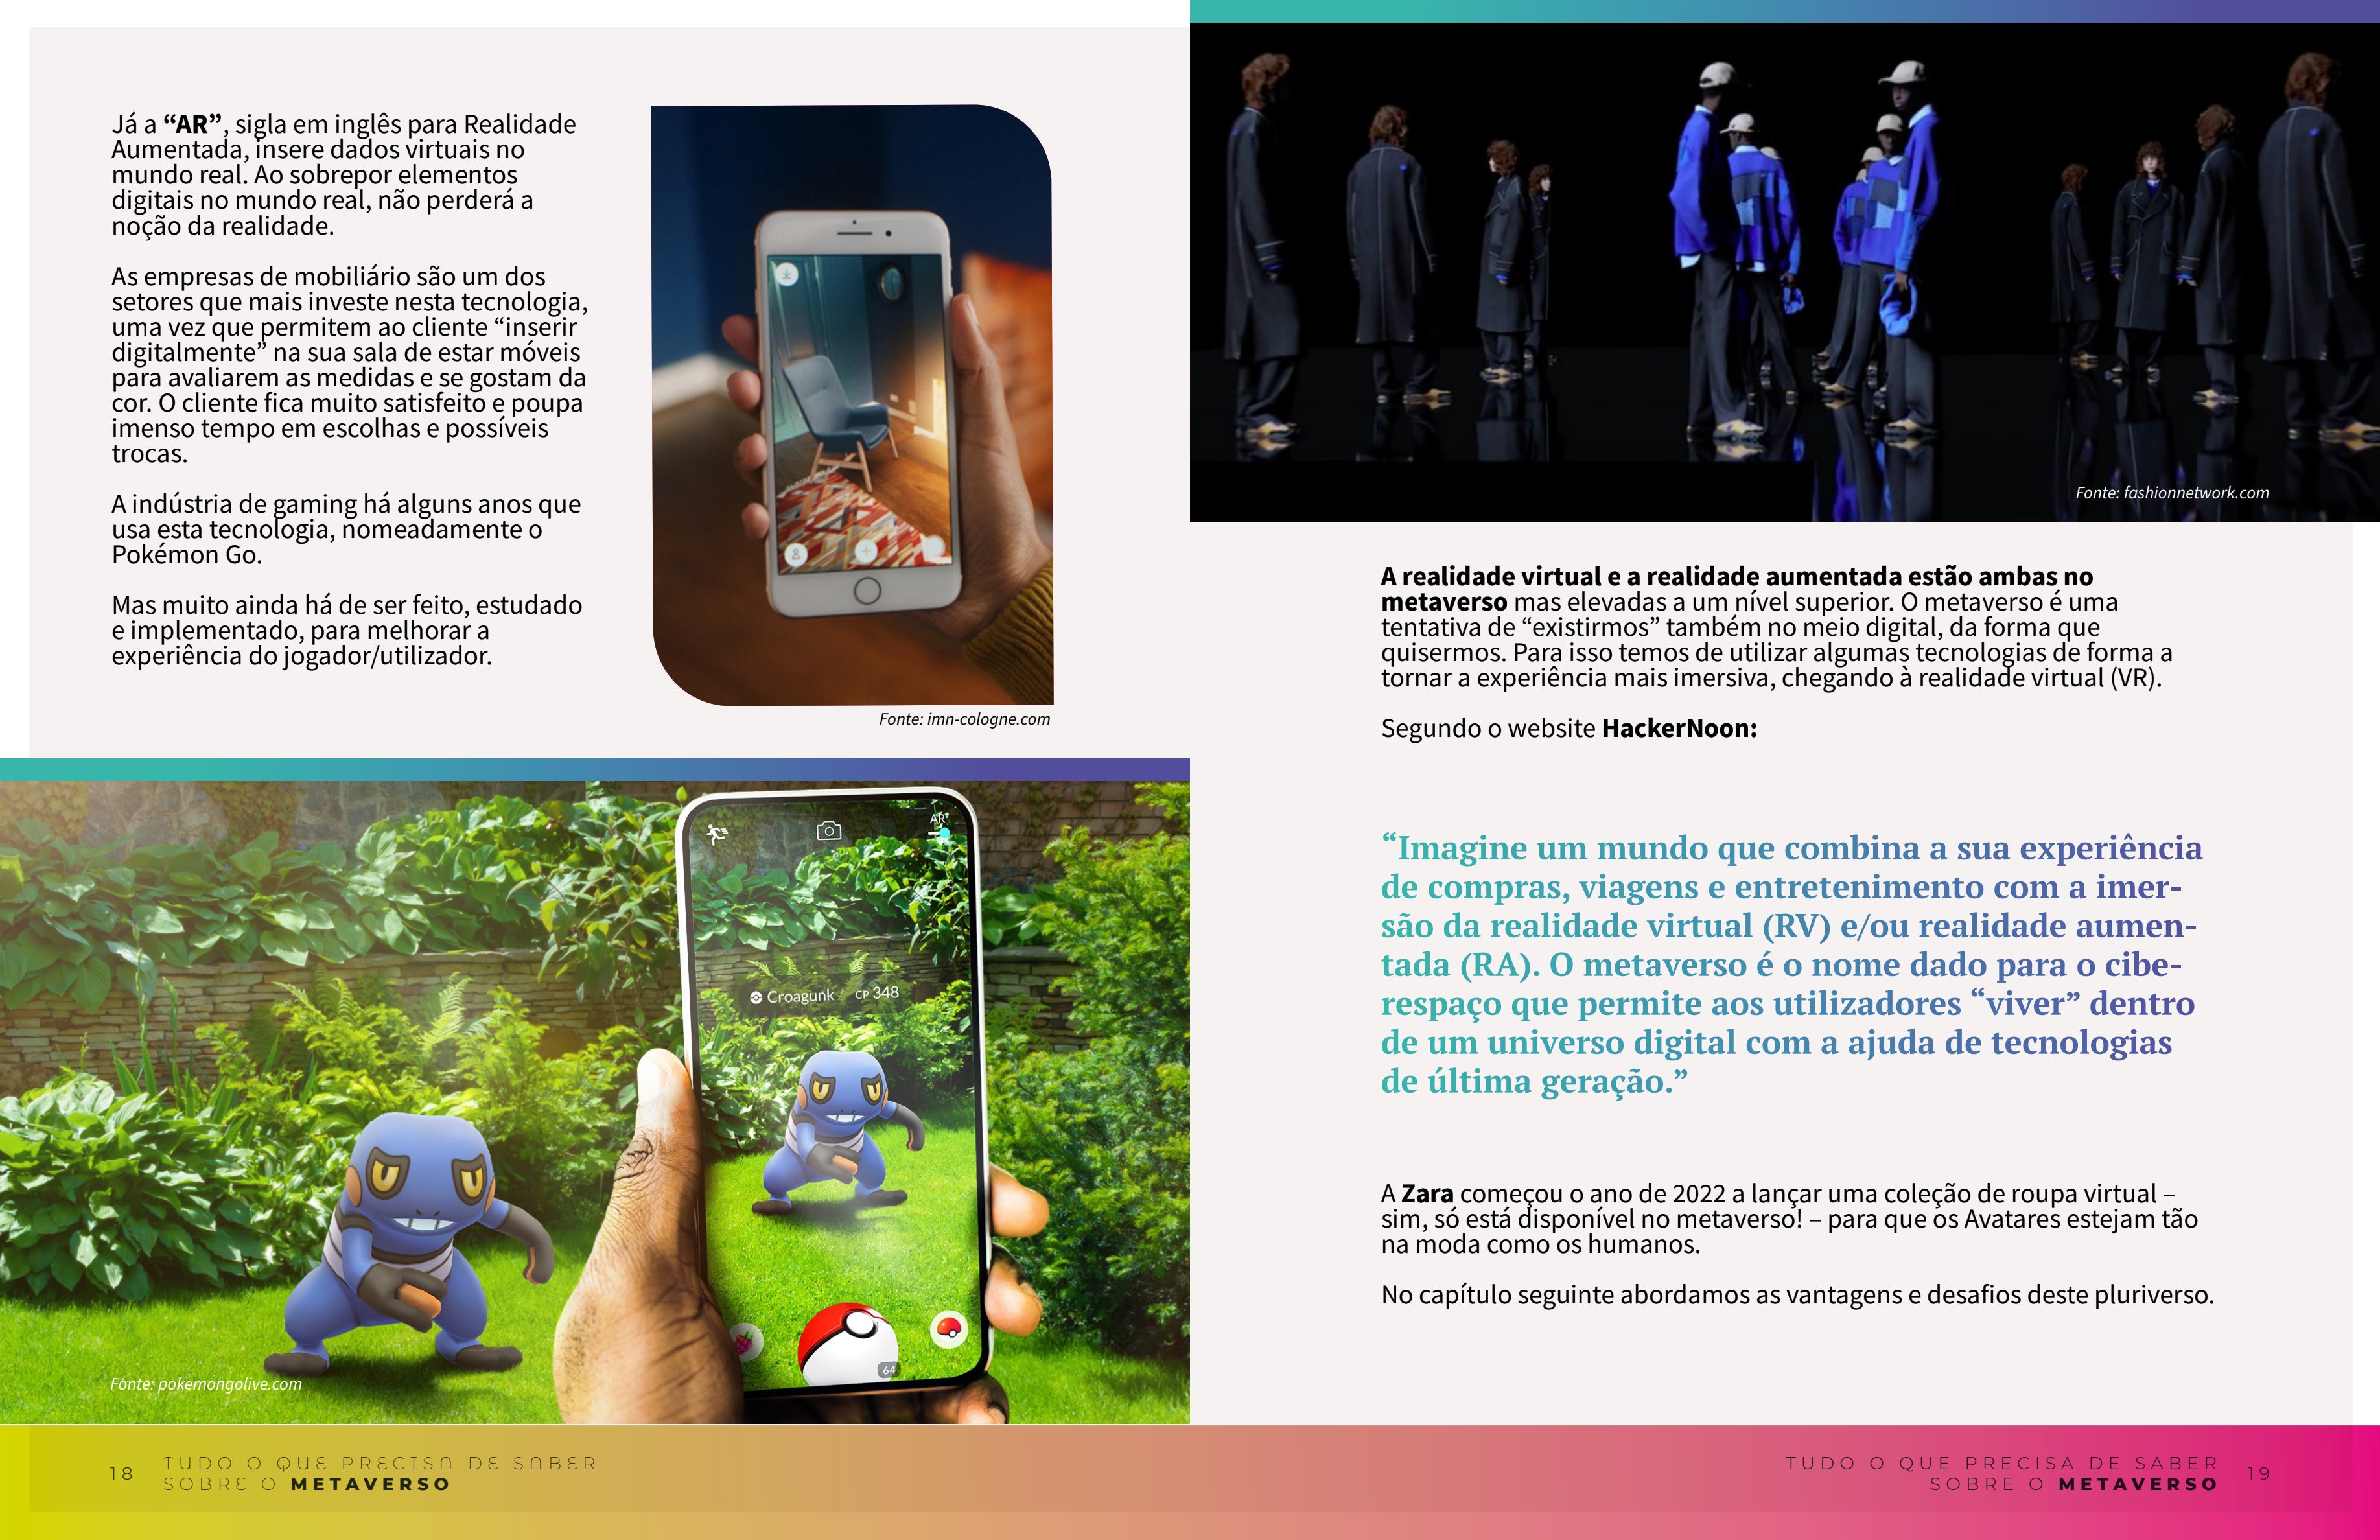 Já a “AR”, sigla em inglês para Realidade
Aumentada, insere dados virtuais no
mundo real. Ao sobrepor elementos
digitais no mundo real, não perderá a
noção da realidade.
As empresas de mobiliário são um dos
setores que mais investe nesta tecnologia,
uma vez que permitem ao cliente “inserir
digitalmente” na sua sala de estar móveis
para avaliarem as medidas e se gostam da
cor. O cliente fica muito satisfeito e poupa
imenso tempo em escolhas e possíveis
trocas.
A indústria de gaming há alguns anos que
usa esta tecnologia, nomeadamente o
Pokémon Go.
Mas muito ainda há de ser feito, estudado
e implementado, para melhorar a
experiência do jogador/utilizador.
Fonte: imn-cologne.com
AR
Croagunk / CP 348
64
Fonte: pokemongolive.com
18
TUDO O QUE PRECISA DE SABER
SOBRE O METAVERSO
Fonte: fashionnetwork.com
A realidade virtual e a realidade aumentada estão ambas no
metaverso mas elevadas a um nível superior. O metaverso é uma
tentativa de “existirmos” também no meio digital, da forma que
quisermos. Para isso temos de utilizar algumas tecnologias de forma a
tornar a experiência mais imersiva, chegando à realidade virtual (VR).
Segundo o website HackerNoon:
“Imagine um mundo que combina a sua experiência
de compras, viagens e entretenimento com a imer-
são da realidade virtual (RV) e/ou realidade aumen-
tada (RA). O metaverso é o nome dado para o cibe-
respaço que permite aos utilizadores “viver” dentro
de um universo digital com a ajuda de tecnologias
de última geração.”
A Zara começou o ano de 2022 a lançar uma coleção de roupa virtual –
sim, só está disponível no metaverso! – para que os Avatares estejam tão
na moda como os humanos.
No capítulo seguinte abordamos as vantagens e desafios deste pluriverso.
TUDO O QUE PRECISA DE SABER
SOBRE O METAVERSO
19